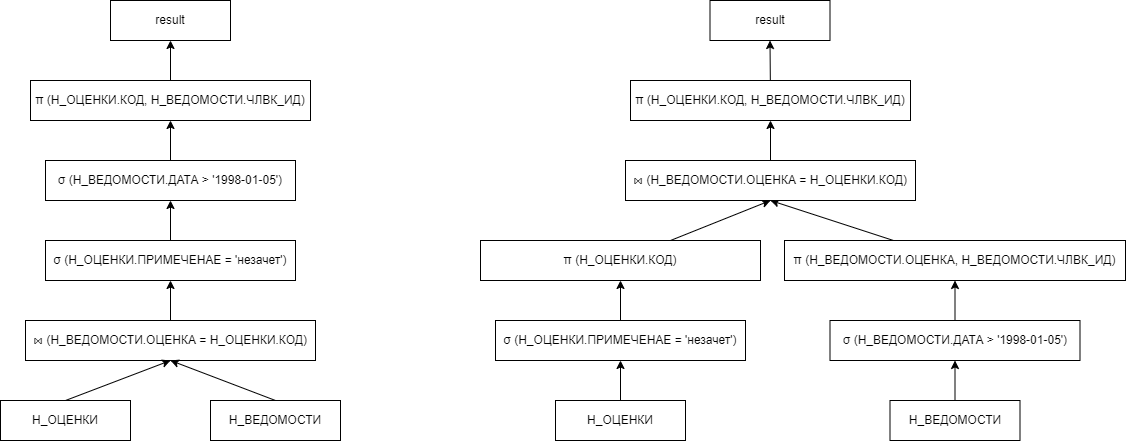 result
π (Н_ОЦЕНКИ.КОД, Н_ВЕДОМОСТИ.ЧЛВК_ИД)
σ (Н_ВЕДОМОСТИ.ДАТА > '1998-01-05')
σ (Н_ОЦЕНКИ.ПРИМЕЧЕНАЕ = 'незачет')
⋈ (Н_ВЕДОМОСТИ.ОЦЕНКА = Н_ОЦЕНКИ.КОД)
Н_ОЦЕНКИ
Н_ВЕДОМОСТИ
result
π (Н_ОЦЕНКИ.КОД, Н_ВЕДОМОСТИ.ЧЛВК_ИД)
⋈ (Н_ВЕДОМОСТИ.ОЦЕНКА = Н_ОЦЕНКИ.КОД)
π (Н_ОЦЕНКИ.КОД)
π (Н_ВЕДОМОСТИ.ОЦЕНКА, Н_ВЕДОМОСТИ.ЧЛВК_ИД)
σ (Н_ОЦЕНКИ.ПРИМЕЧЕНАЕ = 'незачет')
σ (Н_ВЕДОМОСТИ.ДАТА > '1998-01-05')
Н_ОЦЕНКИ
Н_ВЕДОМОСТИ